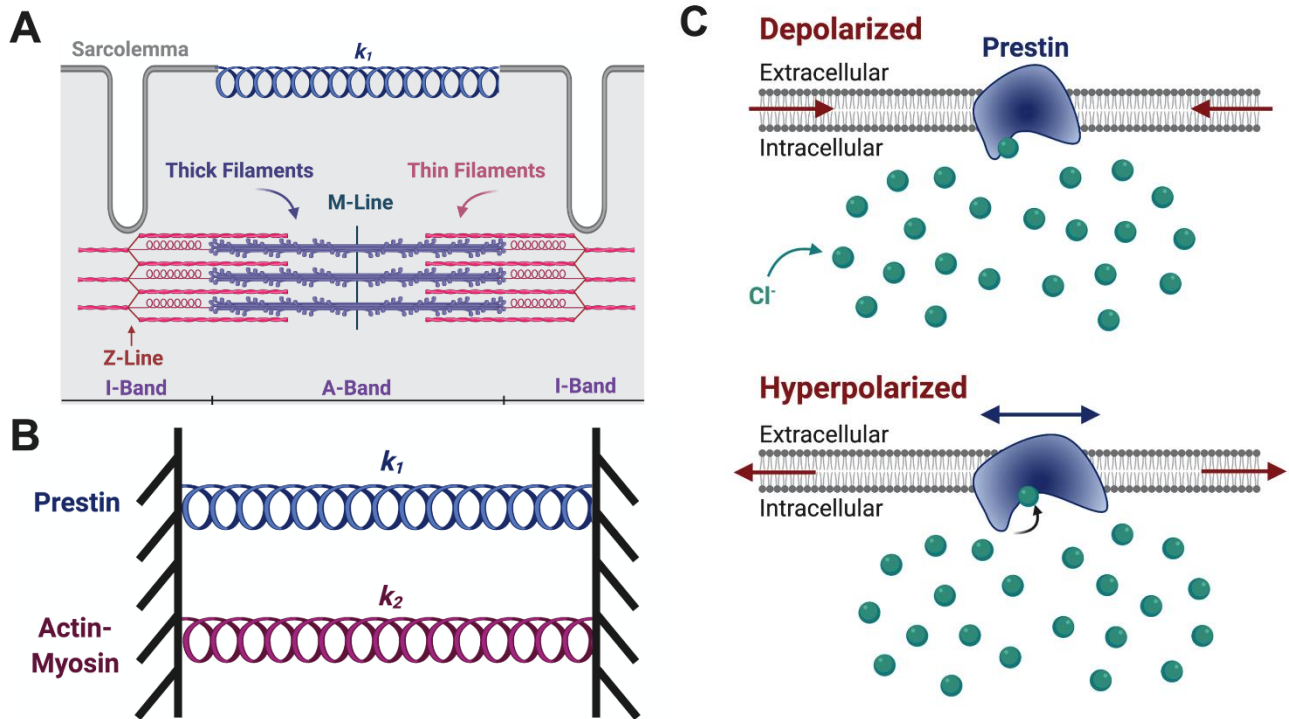 A
Sarcolemma
k₁
Thick Filaments
Thin Filaments
M-Line
Z-Line
I-Band
A-Band
I-Band
B
k₁
Prestin
k₂
Actin-
Myosin
C
Depolarized
Prestin
Extracellular
Intracellular
Cl⁻
Hyperpolarized
Extracellular
Intracellular